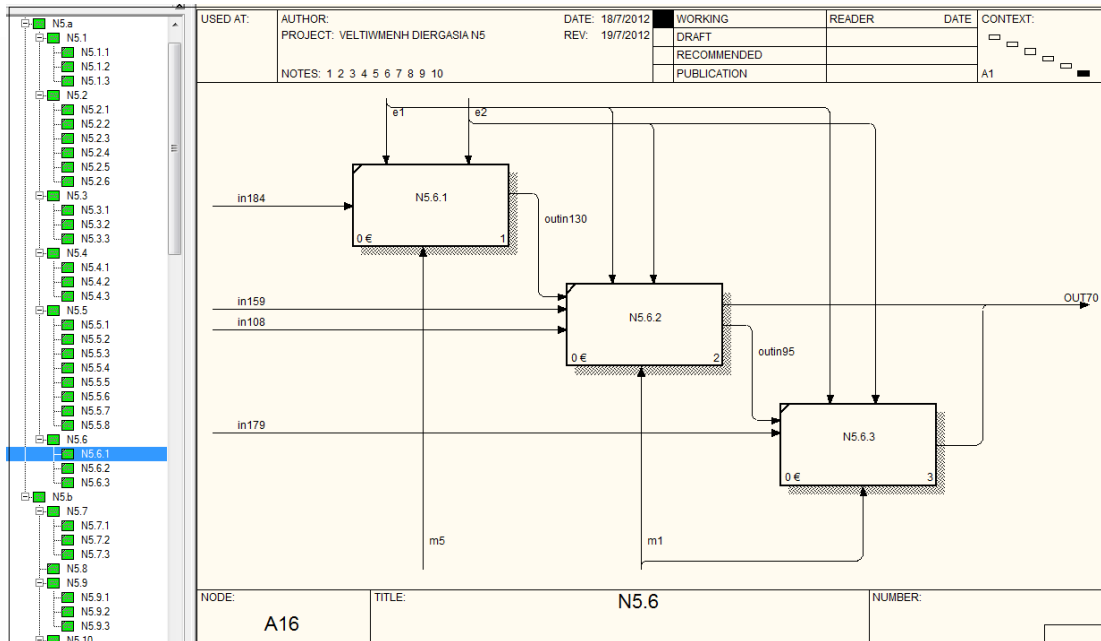 N5.a
N5.1
N5.1.1
N5.1.2
N5.1.3
N5.2
N5.2.1
N5.2.2
N5.2.3
N5.2.4
N5.2.5
N5.2.6
N5.3
N5.3.1
N5.3.2
N5.3.3
N5.4
N5.4.1
N5.4.2
N5.4.3
N5.5
N5.5.1
N5.5.2
N5.5.3
N5.5.4
N5.5.5
N5.5.6
N5.5.7
N5.5.8
N5.6
N5.6.1
N5.6.2
N5.6.3
N5.b
N5.7
N5.7.1
N5.7.2
N5.7.3
N5.8
N5.9
N5.9.1
N5.9.2
N5.9.3
N5.10
USED AT:
AUTHOR:
DATE: 18/7/2012
PROJECT: VELTIWMENH DIERGASIA N5
REV: 19/7/2012
NOTES: 1 2 3 4 5 6 7 8 9 10
WORKING
DRAFT
RECOMMENDED
PUBLICATION
READER DATE
CONTEXT:
A1
e1
e2
in184
N5.6.1
0 €
1
outin130
in159
in108
N5.6.2
0 €
2
OUT70
outin95
in179
N5.6.3
0 €
3
m5
m1
NODE:
A16
TITLE:
N5.6
NUMBER: